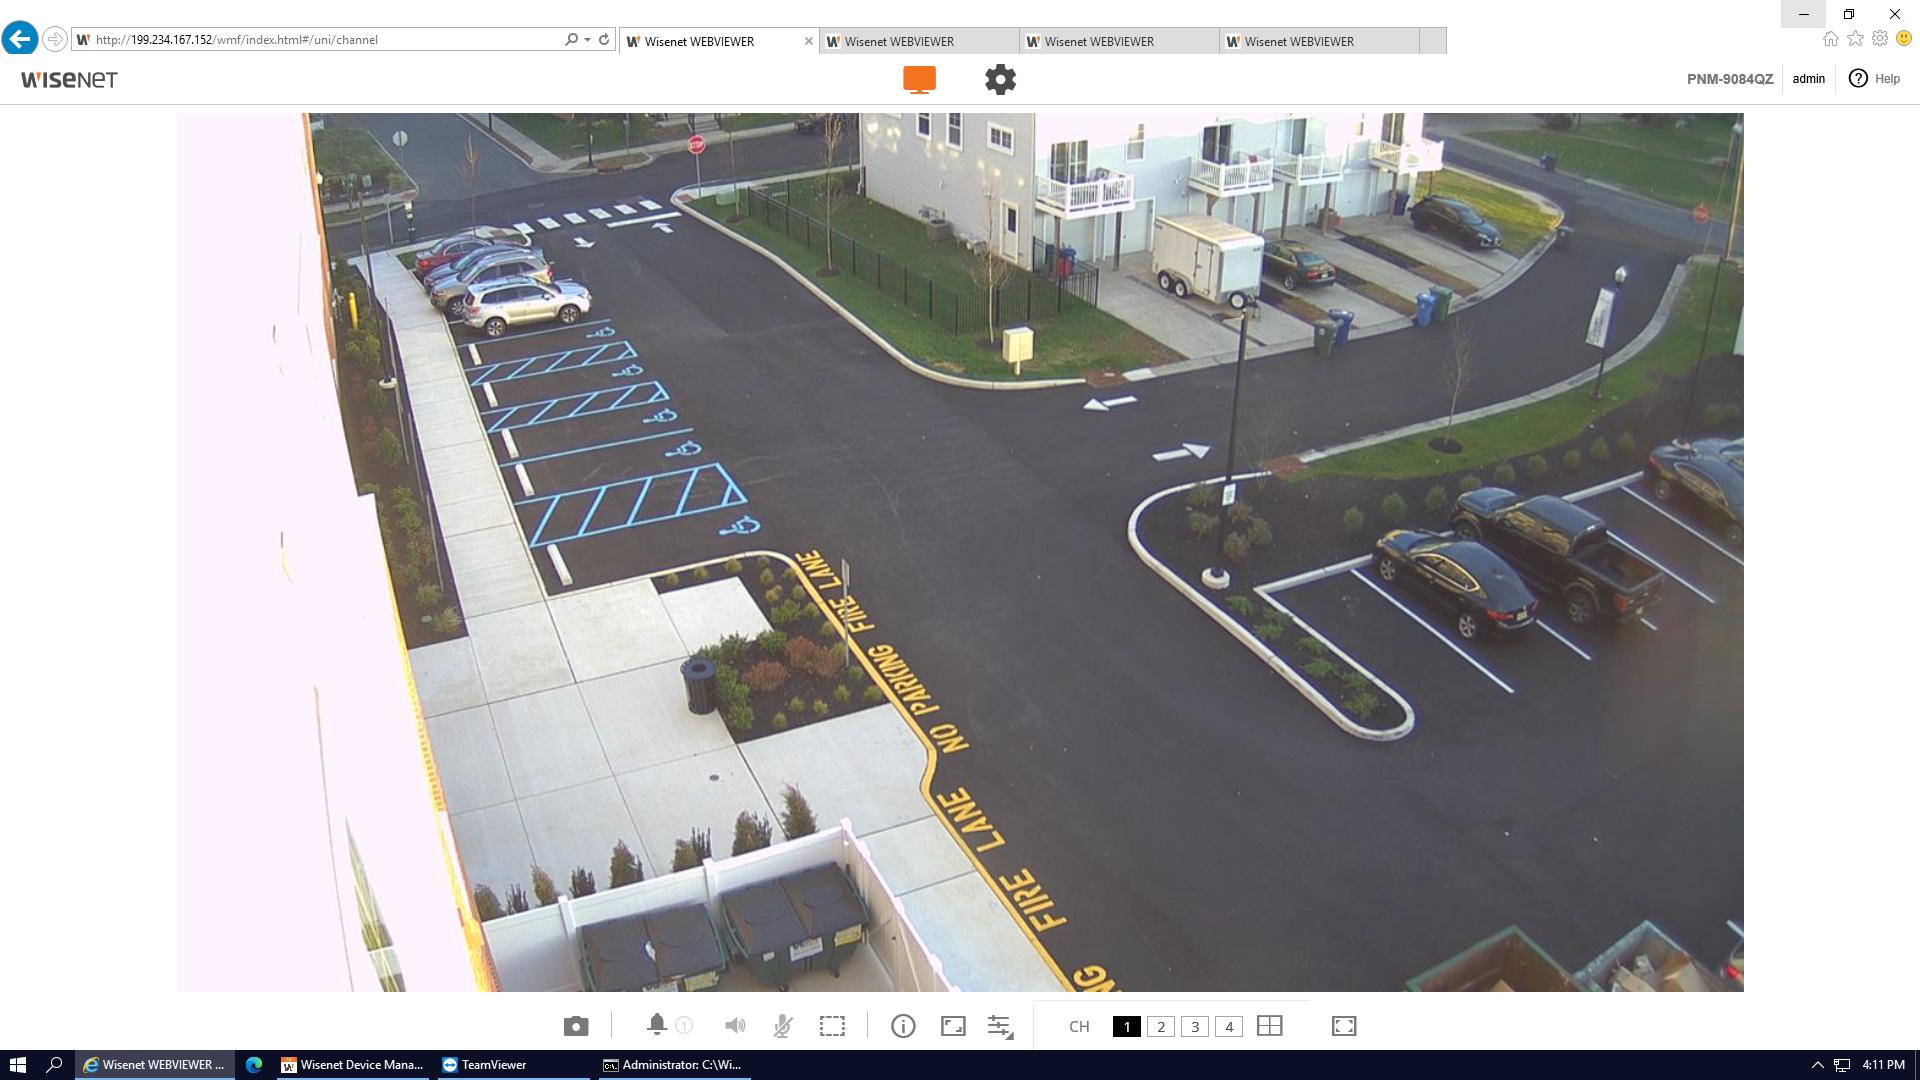 http://199.234.167.152/wmf/index.html#/uni/channel
Wisenet WEBVIEWER
Wisenet WEBVIEWER
Wisenet WEBVIEWER
Wisenet WEBVIEWER
WISENET
PNM-9084QZ
admin
? Help
STOP
FIRE LANE
NO PARKING
FIRE LANE
NG
1
CH
1
2
3
4
Wisenet WEBVIEWER ...
Wisenet Device Mana...
TeamViewer
Administrator: C:\Wi...
4:11 PM